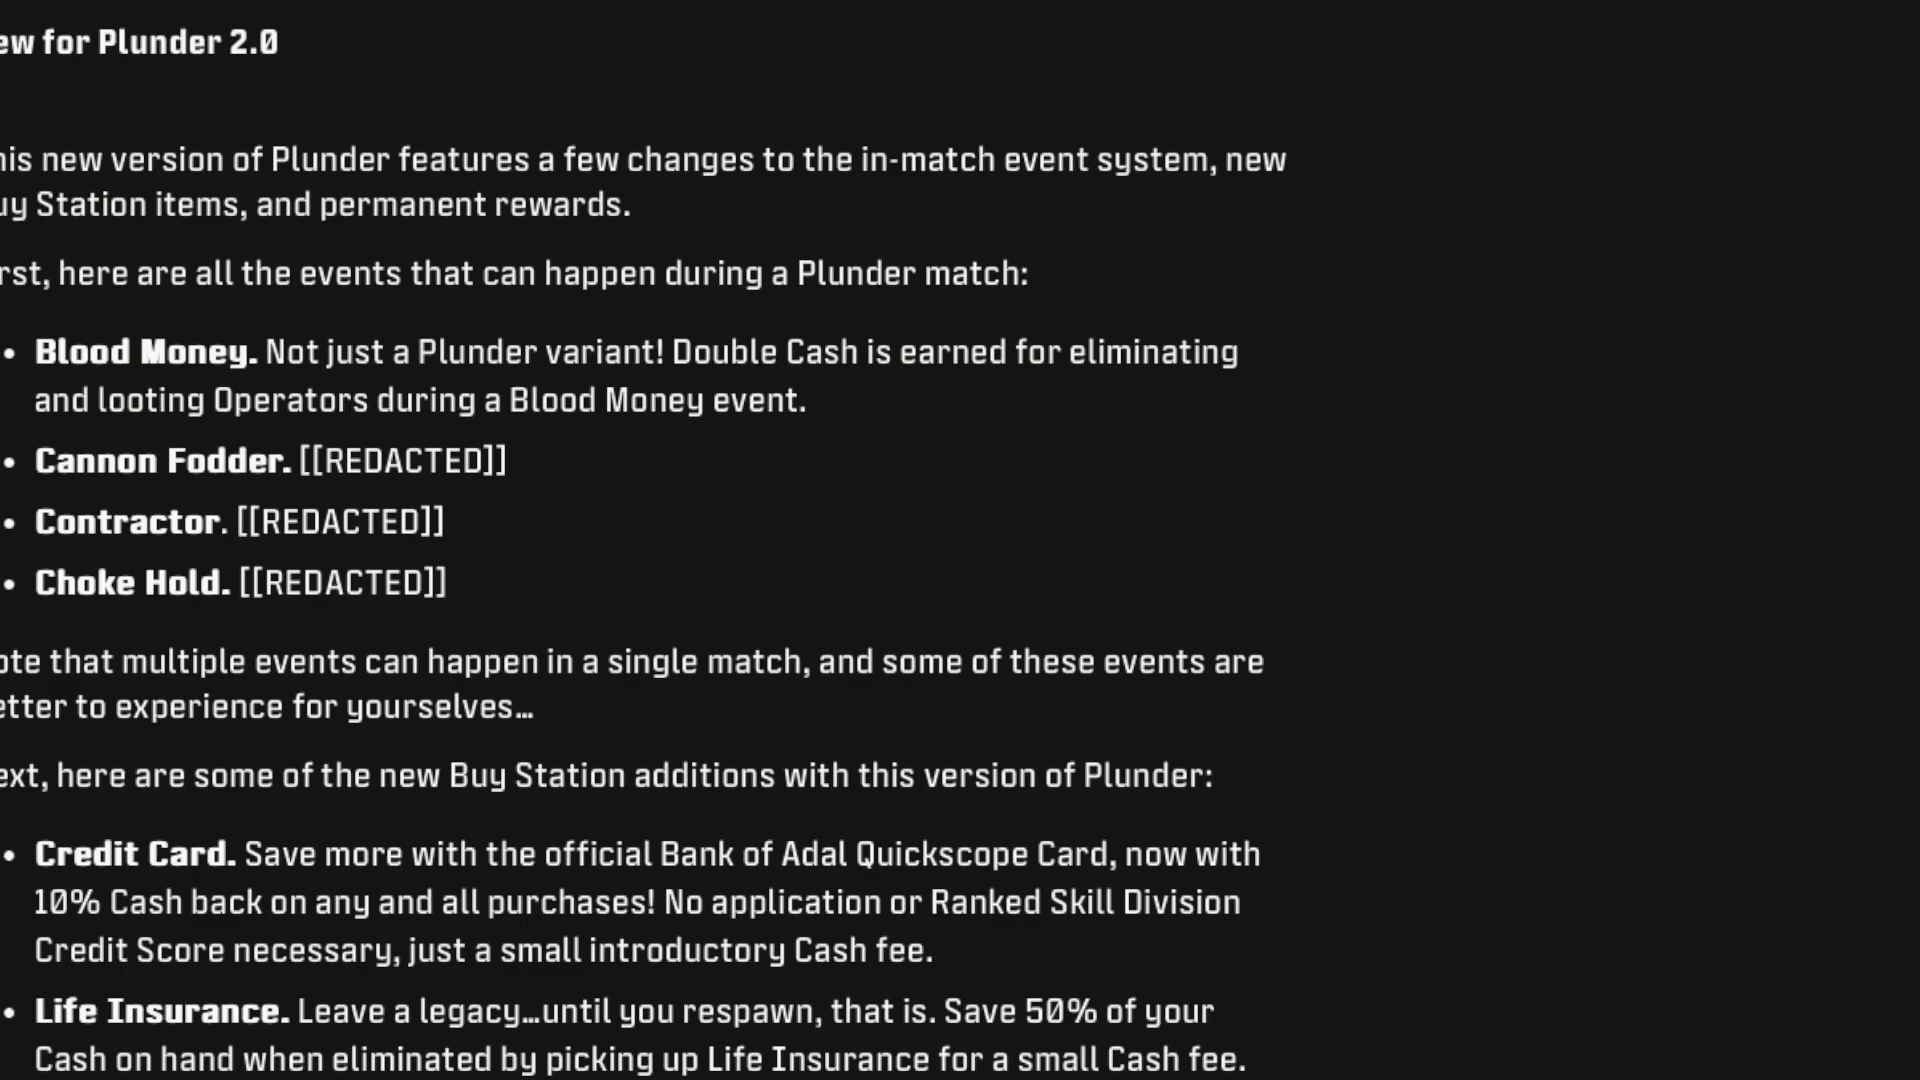 ew for Plunder 2.0
his new version of Plunder features a few changes to the in-match event system, new
uy Station items, and permanent rewards.
rst, here are all the events that can happen during a Plunder match:
• Blood Money. Not just a Plunder variant! Double Cash is earned for eliminating
and looting Operators during a Blood Money event.
• Cannon Fodder. [[REDACTED]]
• Contractor. [[REDACTED]]
• Choke Hold. [[REDACTED]]
ote that multiple events can happen in a single match, and some of these events are
etter to experience for yourselves…
ext, here are some of the new Buy Station additions with this version of Plunder:
• Credit Card. Save more with the official Bank of Adal Quickscope Card, now with
10% Cash back on any and all purchases! No application or Ranked Skill Division
Credit Score necessary, just a small introductory Cash fee.
• Life Insurance. Leave a legacy…until you respawn, that is. Save 50% of your
Cash on hand when eliminated by picking up Life Insurance for a small Cash fee.